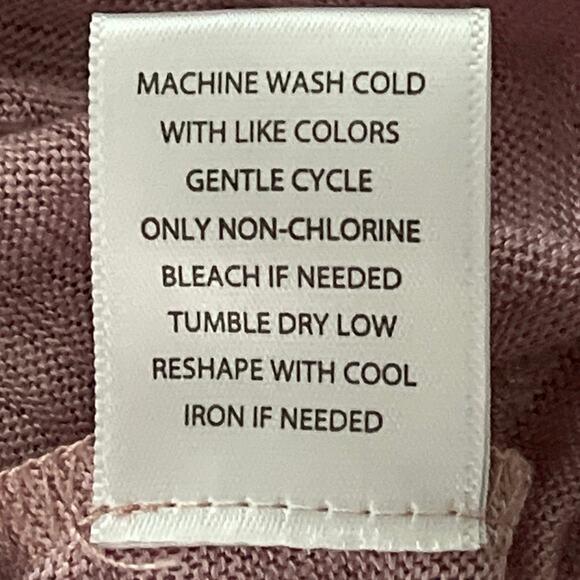 MACHINE WASH COLD
WITH LIKE COLORS
GENTLE CYCLE
ONLY NON-CHLORINE
BLEACH IF NEEDED
TUMBLE DRY LOW
RESHAPE WITH COOL
IRON IF NEEDED